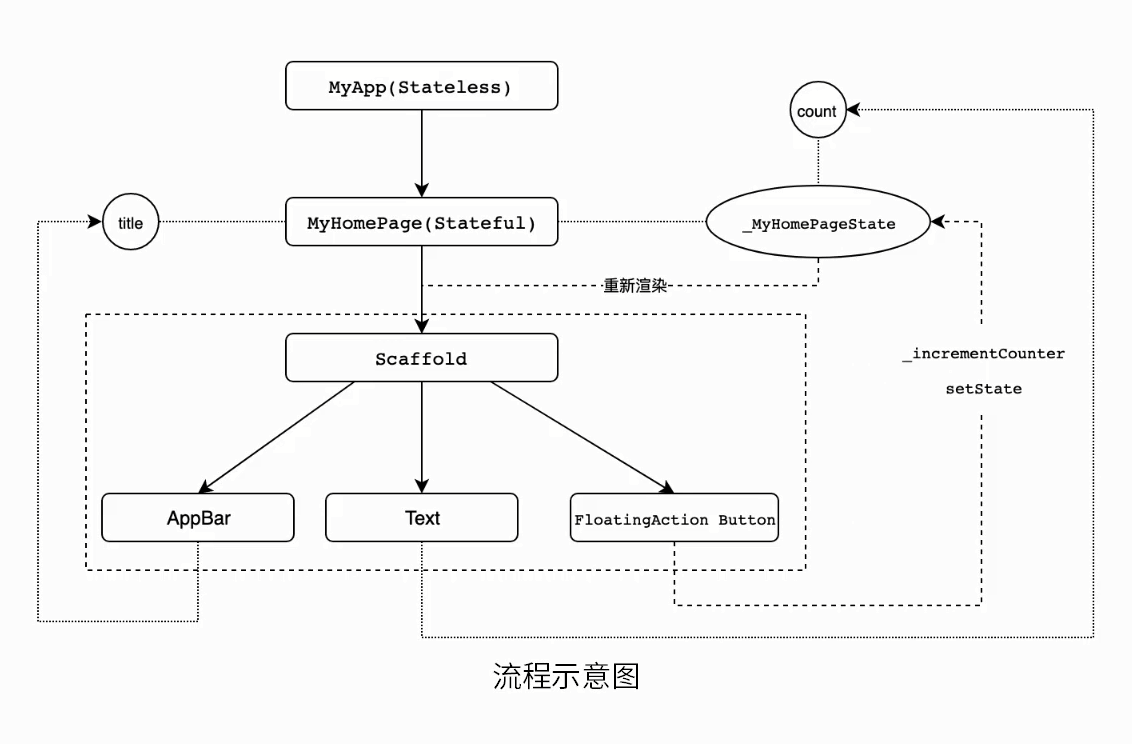 MyApp(Stateless)
count
title
MyHomePage(Stateful)
_MyHomePageState
重新渲染
Scaffold
_incrementCounter
setState
AppBar
Text
FloatingAction Button
流程示意图